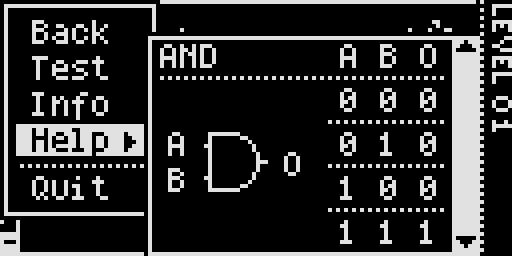 Back
Test
Info
Help
Quit
AND A B O
0 0 0
0 1 0
1 0 0
1 1 1
A
B
O
LEVEL 01